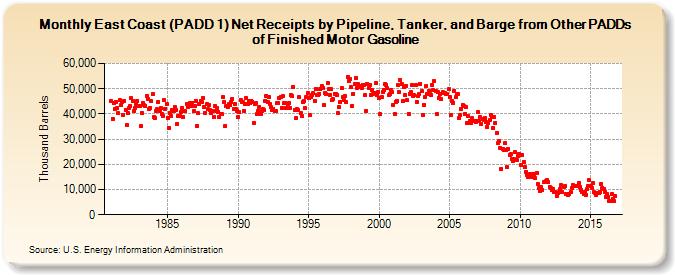 Monthly East Coast (PADD 1) Net Receipts by Pipeline, Tanker, and Barge from Other PADDs
of Finished Motor Gasoline
Thousand Barrels
60,000
50,000
40,000
30,000
20,000
10,000
0
1985 1990 1995 2000 2005 2010 2015
Source: U.S. Energy Information Administration